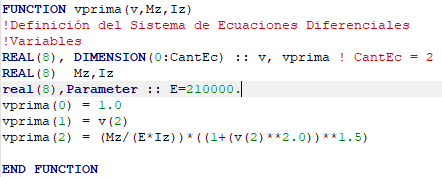 FUNCTION vprima(v,Mz,Iz)
!Definición del Sistema de Ecuaciones Diferenciales
!Variables
REAL(8), DIMENSION(0:CantEc) :: v, vprima ! CantEc = 2
REAL(8)  Mz,Iz
real(8),Parameter :: E=210000.
vprima(0) = 1.0
vprima(1) = v(2)
vprima(2) = (Mz/(E*Iz))*((1+(v(2)**2.0))**1.5)
END FUNCTION